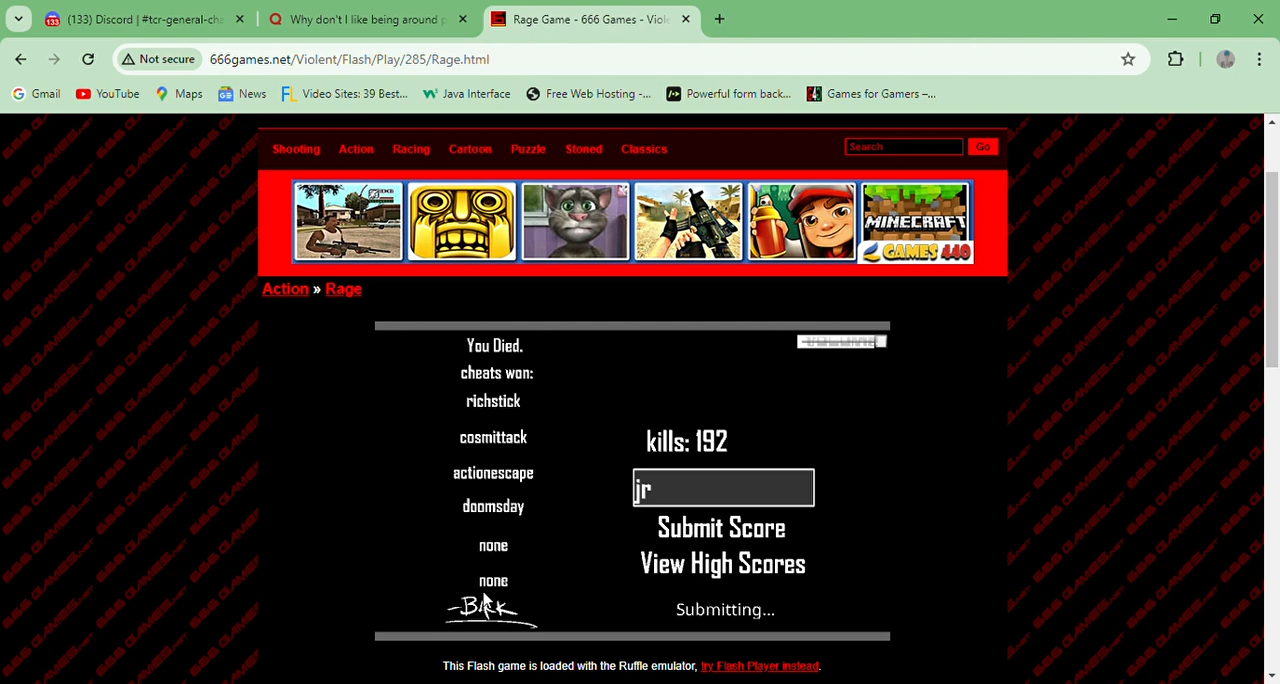 (133) Discord | #tcr-general-cha
Why don't I like being around p
Rage Game - 666 Games - Viole
Not secure
666games.net/Violent/Flash/Play/285/Rage.html
Gmail
YouTube
Maps
News
Video Sites: 39 Best...
Java Interface
Free Web Hosting -...
Powerful form back...
Games for Gamers –...
Shooting
Action
Racing
Cartoon
Puzzle
Stoned
Classics
Search
Go
MINECRAFT
GAMES 440
Action » Rage
You Died.
cheats won:
richstick
cosmittack
actionescape
doomsday
none
none
kills: 192
jr
Submit Score
View High Scores
Submitting...
This Flash game is loaded with the Ruffle emulator, try Flash Player instead.